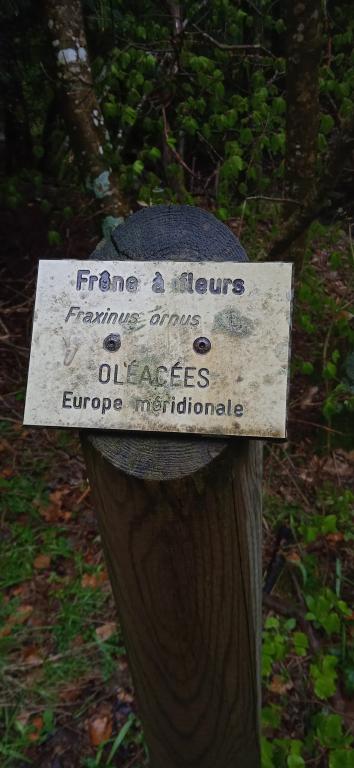 Frêne à fleurs
Fraxinus ornus
OLÉACÉES
Europe méridionale